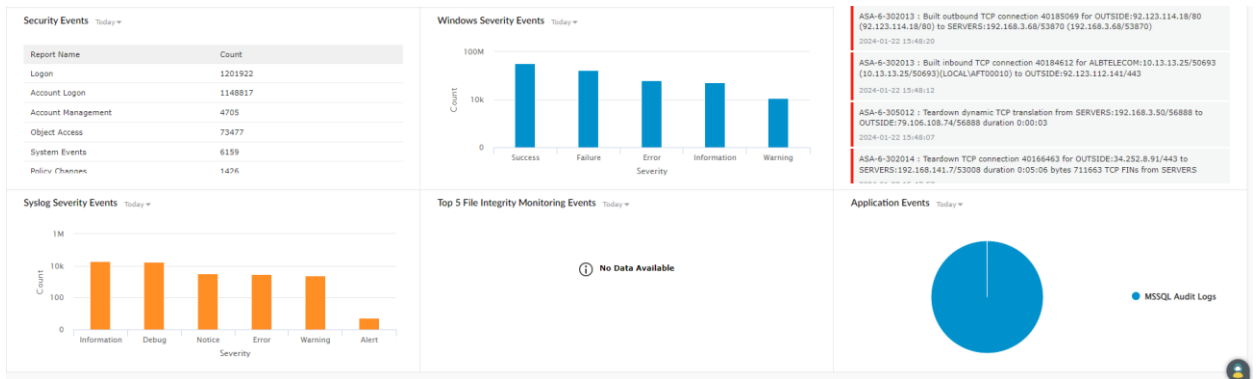 Security Events Today
Report Name Count
Logon 1201922
Account Logon 1148817
Account Management 4705
Object Access 73477
System Events 6159
Policy Changes 1426
Windows Severity Events Today
100M
10k
0
Count
Success Failure Error Information Warning
Severity
ASA-6-302013 : Built outbound TCP connection 40185069 for OUTSIDE:92.123.114.18/80
(92.123.114.18/80) to SERVERS:192.168.3.68/53870 (192.168.3.68/53870)
2024-01-22 15:48:20
ASA-6-302013 : Built inbound TCP connection 40184612 for ALBTELECOM:10.13.13.25/50693
(10.13.13.25/50693)(LOCAL\AFT00010) to OUTSIDE:92.123.112.141/443
2024-01-22 15:48:12
ASA-6-305012 : Teardown dynamic TCP translation from SERVERS:192.168.3.50/56888 to
OUTSIDE:79.106.108.74/56888 duration 0:00:03
2024-01-22 15:48:07
ASA-6-302014 : Teardown TCP connection 40166463 for OUTSIDE:34.252.8.91/443 to
SERVERS:192.168.141.7/53008 duration 0:05:06 bytes 711663 TCP FINs from SERVERS
Syslog Severity Events Today
1M
10k
100
0
Count
Information Debug Notice Error Warning Alert
Severity
Top 5 File Integrity Monitoring Events Today
No Data Available
Application Events Today
MSSQL Audit Logs